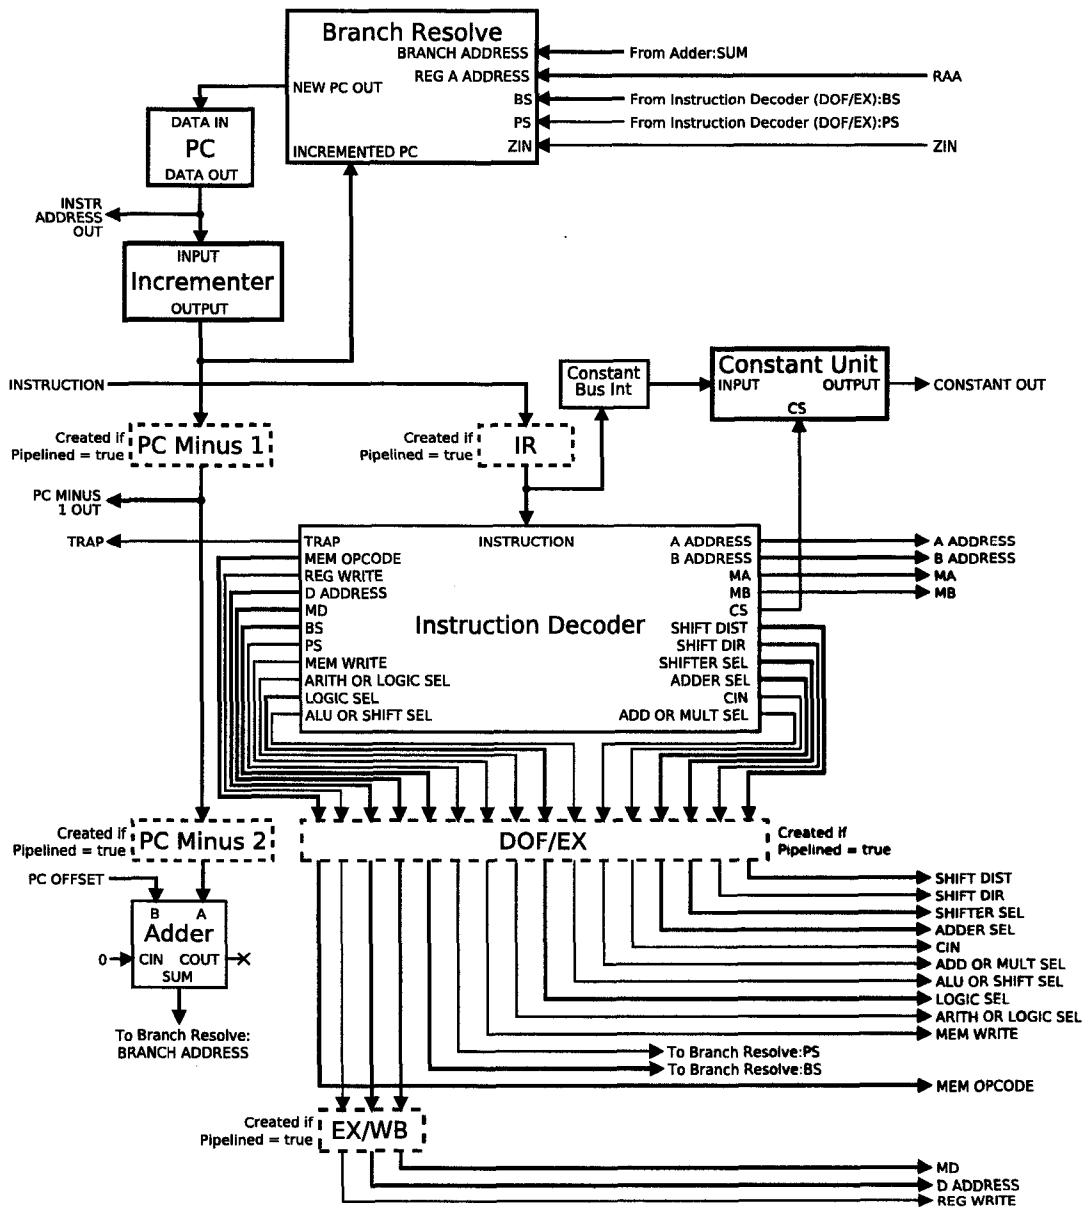 Branch Resolve
BRANCH ADDRESS
From Adder:SUM
REG A ADDRESS
RAA
NEW PC OUT
BS
From Instruction Decoder (DOF/EX):BS
PS
From Instruction Decoder (DOF/EX):PS
INCREMENTED PC
ZIN
ZIN
DATA IN
PC
DATA OUT
INSTR
ADDRESS
OUT
INPUT
Incrementer
OUTPUT
INSTRUCTION
Constant
Bus Int
Constant Unit
INPUT
OUTPUT
CS
CONSTANT OUT
Created if
Pipelined = true
PC Minus 1
Created if
Pipelined = true
IR
PC MINUS
1 OUT
TRAP
TRAP
INSTRUCTION
A ADDRESS
A ADDRESS
MEM OPCODE
B ADDRESS
B ADDRESS
REG WRITE
MA
MA
D ADDRESS
MB
MB
MD
CS
BS
Instruction Decoder
SHIFT DIST
PS
SHIFT DIR
MEM WRITE
SHIFTER SEL
ARITH OR LOGIC SEL
ADDER SEL
LOGIC SEL
CIN
ALU OR SHIFT SEL
ADD OR MULT SEL
Created if
Pipelined = true
PC Minus 2
DOF/EX
Created if
Pipelined = true
PC OFFSET
B
A
Adder
0
CIN
COUT
SUM
To Branch Resolve:
BRANCH ADDRESS
SHIFT DIST
SHIFT DIR
SHIFTER SEL
ADDER SEL
CIN
ADD OR MULT SEL
ALU OR SHIFT SEL
LOGIC SEL
ARITH OR LOGIC SEL
MEM WRITE
To Branch Resolve:PS
To Branch Resolve:BS
MEM OPCODE
Created if
Pipelined = true
EX/WB
MD
D ADDRESS
REG WRITE